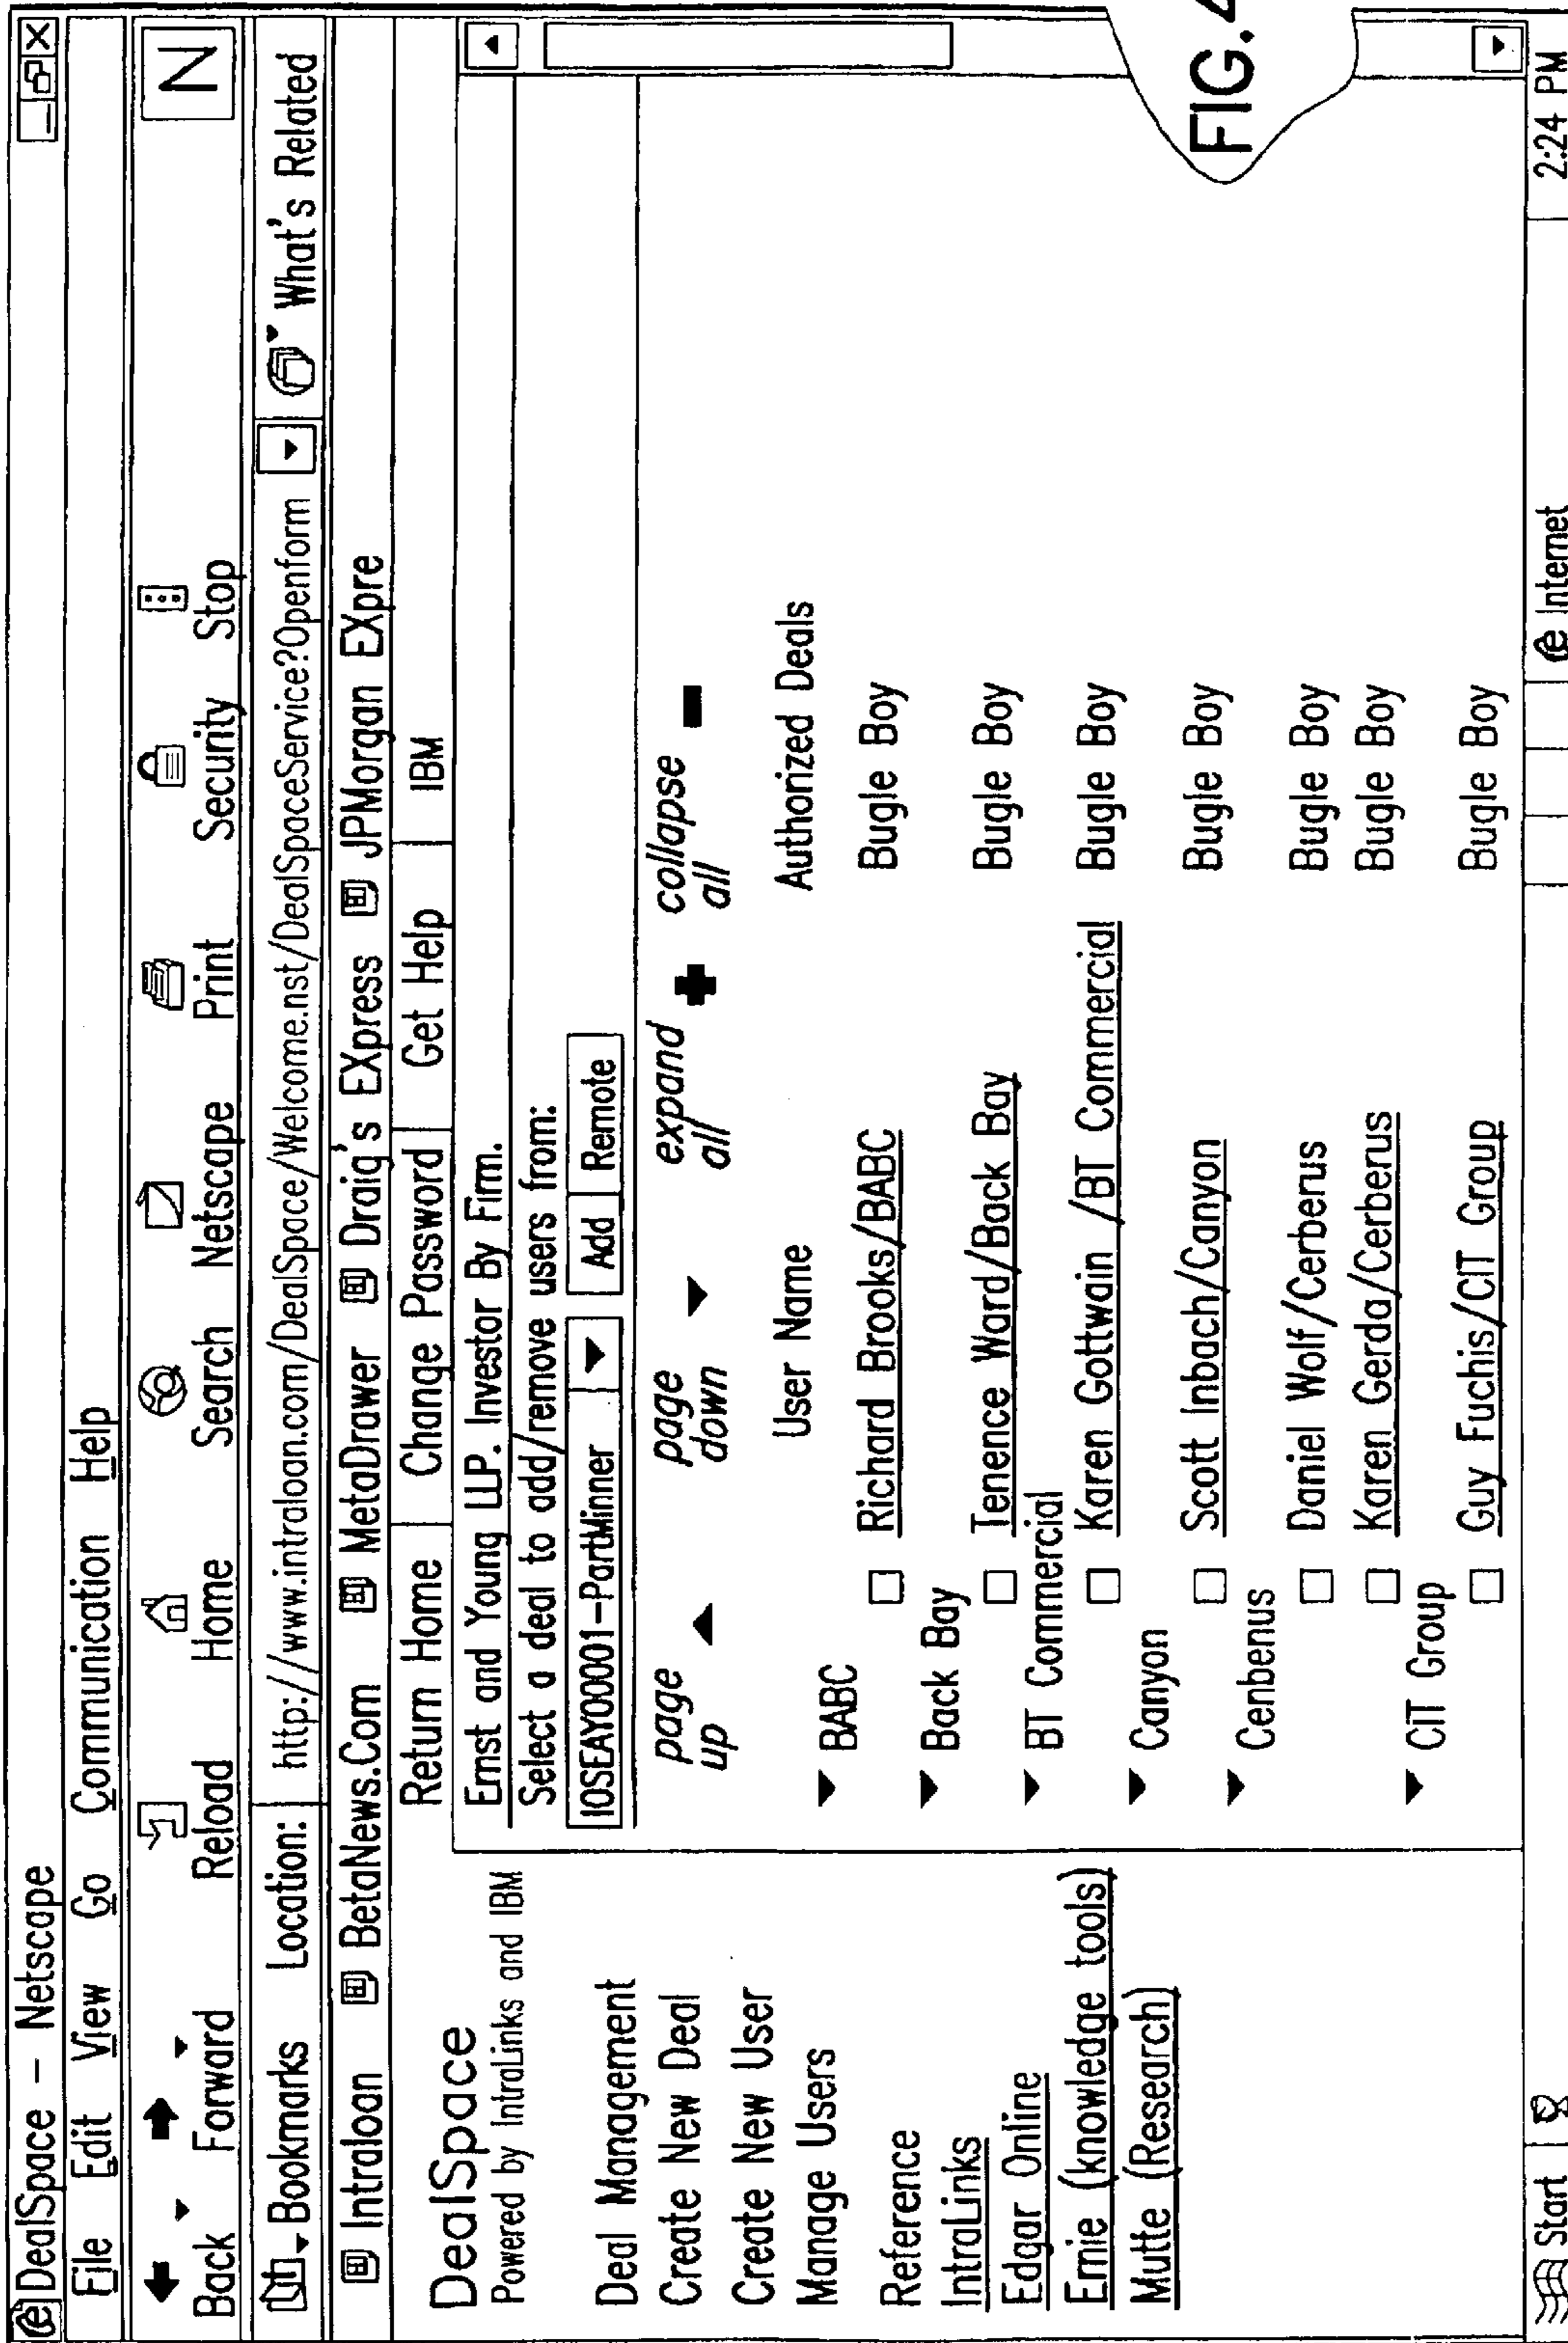 DealSpace – Netscape
File Edit View Go Communication Help
Back Forward Reload Home Search Netscape Print Security Stop
N
Bookmarks Location: http://www.intraloan.com/DealSpace/Welcome.nst/DealSpaceService?Openform What's Related
Intraloan BetaNews.Com MetaDrawer Draig's EXpress JPMorgan EXpre
Return Home Change Password Get Help IBM
DealSpace
Powered by IntraLinks and IBM
Deal Management
Create New Deal
Create New User
Manage Users
Reference
IntraLinks
Edgar Online
Ernie (knowledge tools)
Mutte (Research)
Ernst and Young LLP. Investor By Firm.
Select a deal to add/remove users from:
IOSEAY00001–PartMinner Add Remote
page up page down expand all collapse all
User Name Authorized Deals
BABC
Richard Brooks/BABC Bugle Boy
Back Bay
Tenence Ward/Back Bay Bugle Boy
BT Commercial
Karen Gottwain /BT Commercial Bugle Boy
Canyon
Scott Inbach/Canyon Bugle Boy
Cenbenus
Daniel Wolf/Cerberus Bugle Boy
Karen Gerda/Cerberus Bugle Boy
CIT Group
Guy Fuchis/CIT Group Bugle Boy
FIG.4
Start Internet 2:24 PM